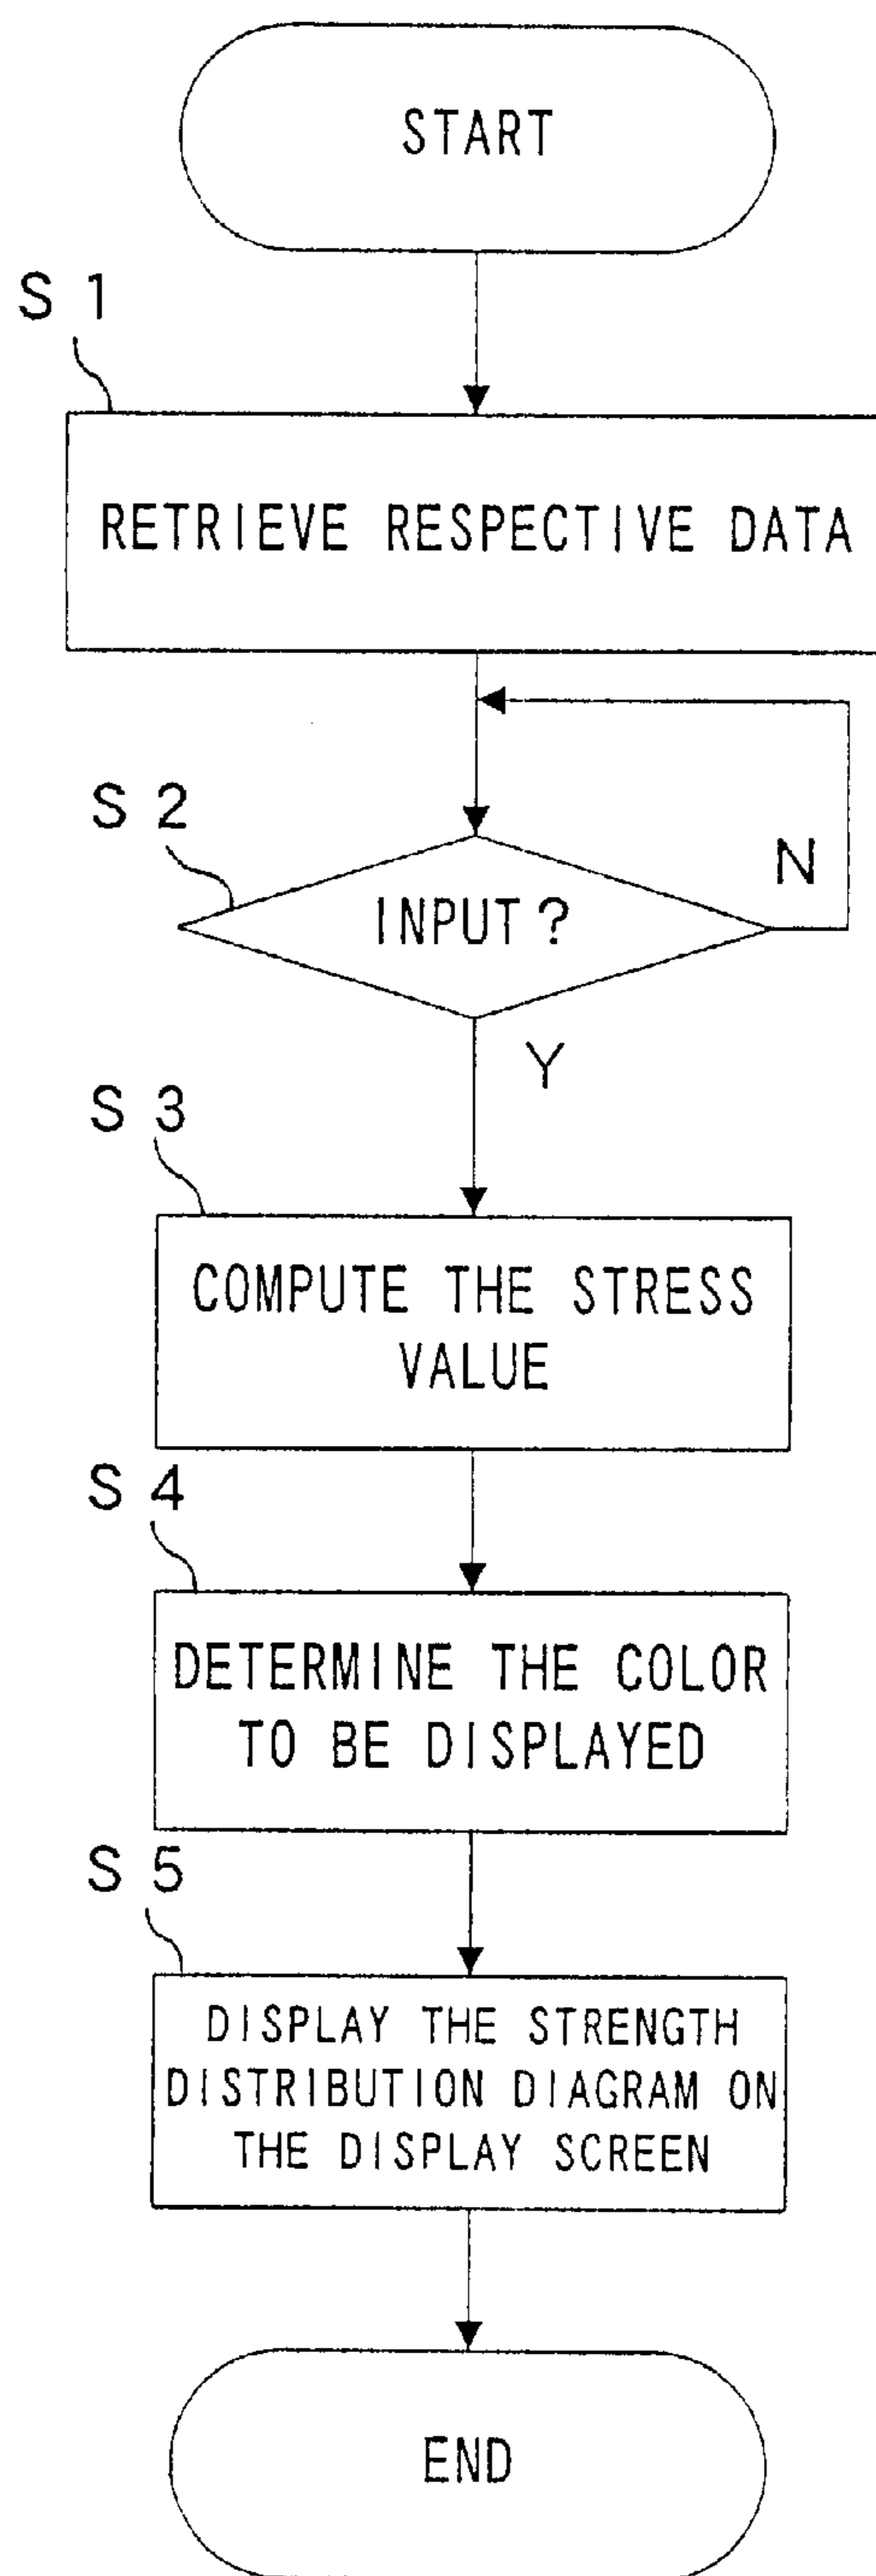 START
S 1
RETRIEVE RESPECTIVE DATA
S 2
N
INPUT?
Y
S 3
COMPUTE THE STRESS
VALUE
S 4
DETERMINE THE COLOR
TO BE DISPLAYED
S 5
DISPLAY THE STRENGTH
DISTRIBUTION DIAGRAM ON
THE DISPLAY SCREEN
END